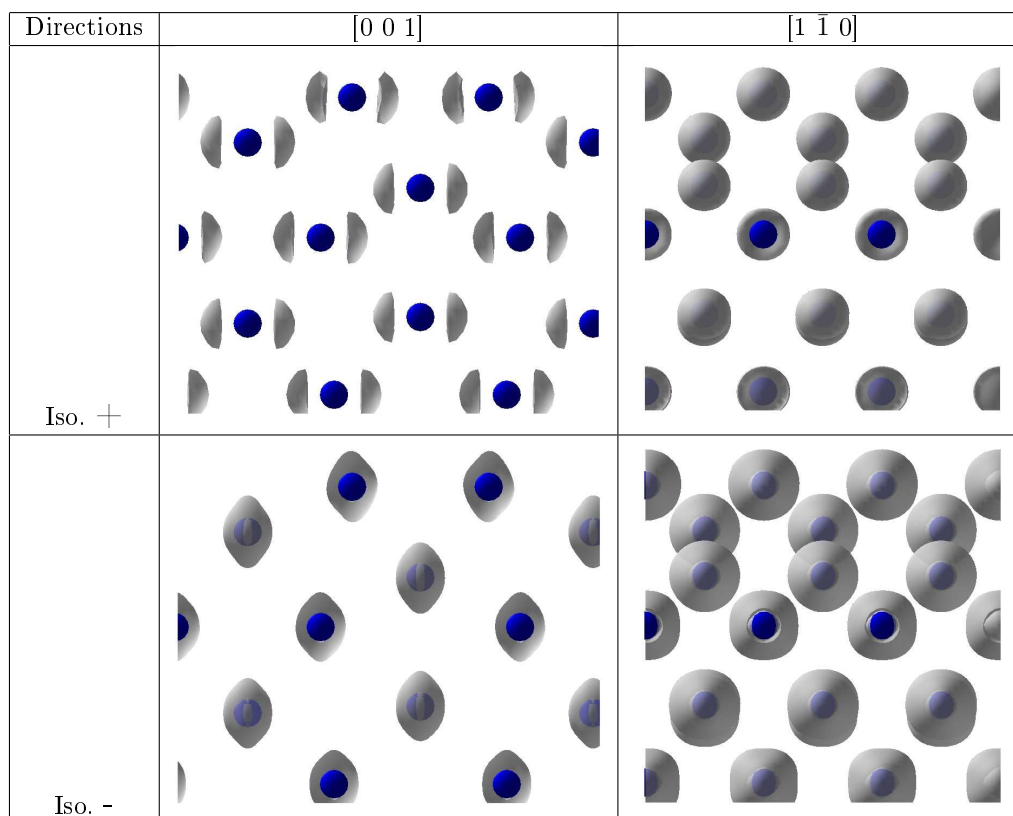 Directions [0 0 1] [1 1̄ 0]
Iso. +
Iso. -